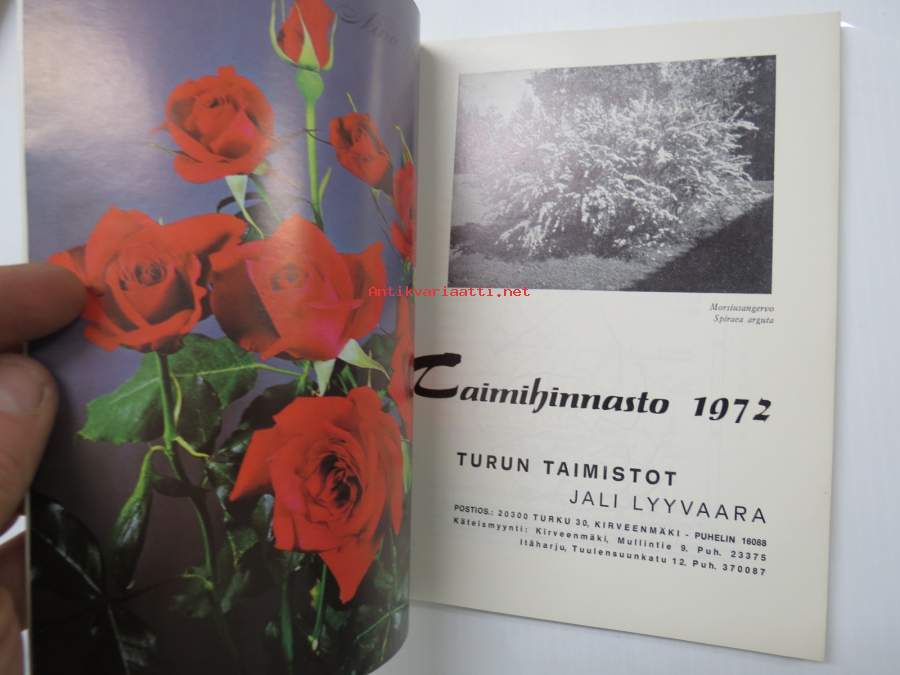 Antikvariaatti.net
Morsiusangervo
Spiraea arguta
Taimihinnasto 1972
TURUN TAIMISTOT
JALI LYYVAARA
POSTIOS.: 20300 TURKU 30, KIRVEENMÄKI - PUHELIN 16088
Käteismyynti: Kirveenmäki, Mullintie 9. Puh. 23375
Itäharju, Tuulensuunkatu 12. Puh. 370087